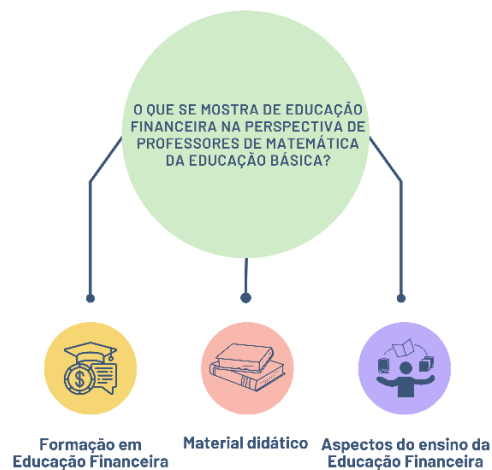 O QUE SE MOSTRA DE EDUCAÇÃO
FINANCEIRA NA PERSPECTIVA DE
PROFESSORES DE MATEMÁTICA
DA EDUCAÇÃO BÁSICA?
$
Formação em
Educação Financeira
Material didático
Aspectos do ensino da
Educação Financeira